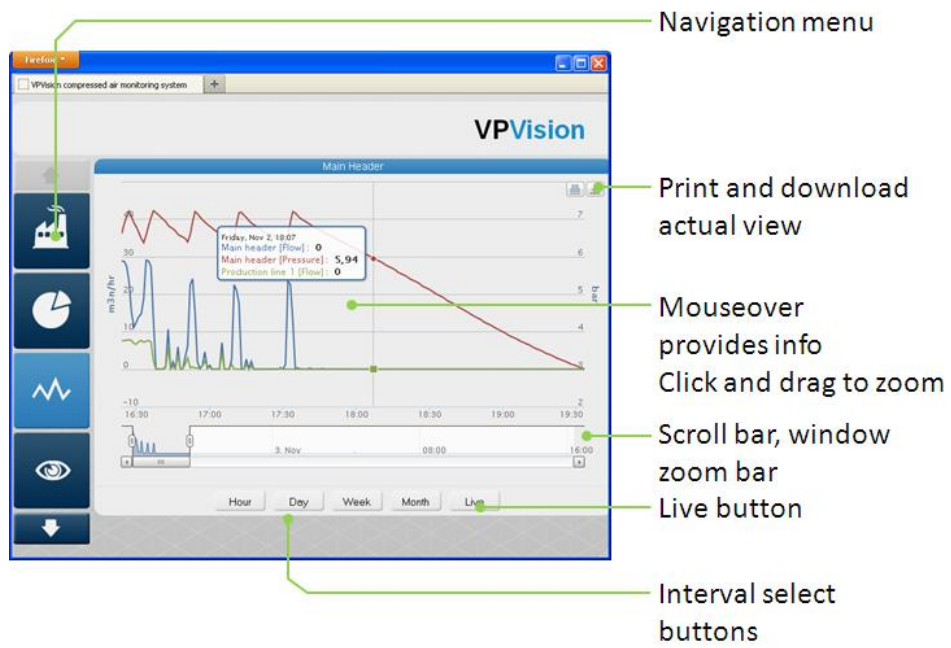 Navigation menu
Firefox
VPVision compressed air monitoring system
+
VPVision
Main Header
Print and download
actual view
40
7
Friday, Nov 2, 18:07
Main header [Flow] : 0
Main header [Pressure] : 5,94
Production line 1 [Flow] : 0
30
6
m3n/hr
20
5
bar
Mouseover
provides info
Click and drag to zoom
10
4
0
3
-10
2
16:30 17:00 17:30 18:00 18:30 19:00 19:30
Scroll bar, window
zoom bar
3. Nov 08:00 16:00
Hour Day Week Month Live
Live button
Interval select
buttons